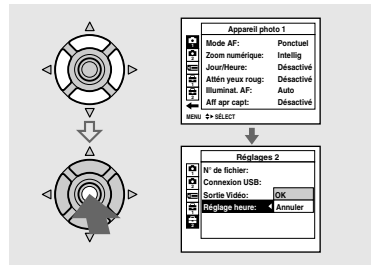 Appareil photo 1
Mode AF: Ponctuel
Zoom numérique: Intellig
Jour/Heure: Désactivé
Attén yeux roug: Désactivé
Illuminat. AF: Auto
Aff apr capt: Désactivé
MENU SÉLECT
Réglages 2
N° de fichier:
Connexion USB:
Sortie Vidéo: OK
Réglage heure: Annuler